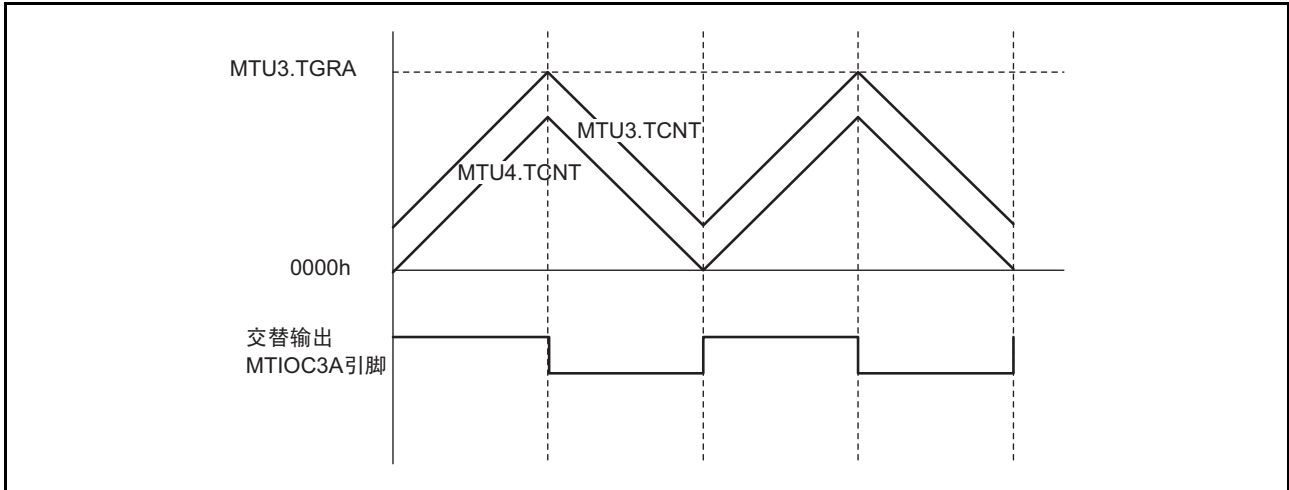 MTU3.TGRA
MTU3.TCNT
MTU4.TCNT
0000h
交替输出
MTIOC3A引脚